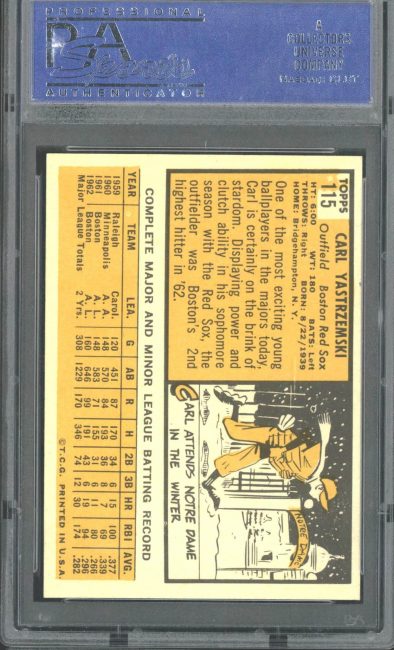 PROFESSIONAL
PSA
AUTHENTICATOR
A
COLLECTORS
UNIVERSE
COMPANY
NASDAQ: CLCT
TOPPS
115
CARL YASTRZEMSKI
Outfield Boston Red Sox
HT: 6:00 WT: 180 BATS: Left
THROWS: Right BORN: 8/22/1939
HOME: Bridgehampton, N. Y.
One of the most exciting young
ballplayers in the majors today,
Carl is certainly on the brink of
stardom. Displaying power and
clutch ability in his sophomore
season with the Red Sox, the
outfielder was Boston's 2nd
highest hitter in '62.
NOTRE DAME
CARL ATTENDS NOTRE DAME
IN THE WINTER.
COMPLETE MAJOR AND MINOR LEAGUE BATTING RECORD
YEAR TEAM LEA. G AB R H 2B 3B HR RBI AVG.
1959 Raleigh Carol. 120 451 87 170 34 6 15 100 .377
1960 Minneapolis A. A. 148 570 84 193 36 8 7 69 .339
1961 Boston A. L. 148 583 71 155 31 6 11 80 .266
1962 Boston A. L. 160 646 99 191 43 6 19 94 .296
Major League Totals 2 Yrs. 308 1229 170 346 74 12 30 174 .282
© T.C.G. PRINTED IN U.S.A.